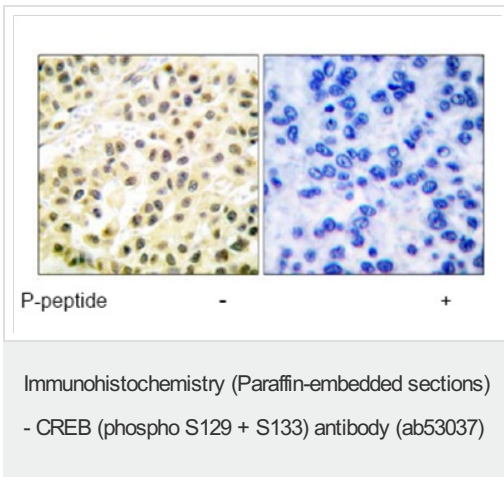 P-peptide - +
Immunohistochemistry (Paraffin-embedded sections)
- CREB (phospho S129 + S133) antibody (ab53037)